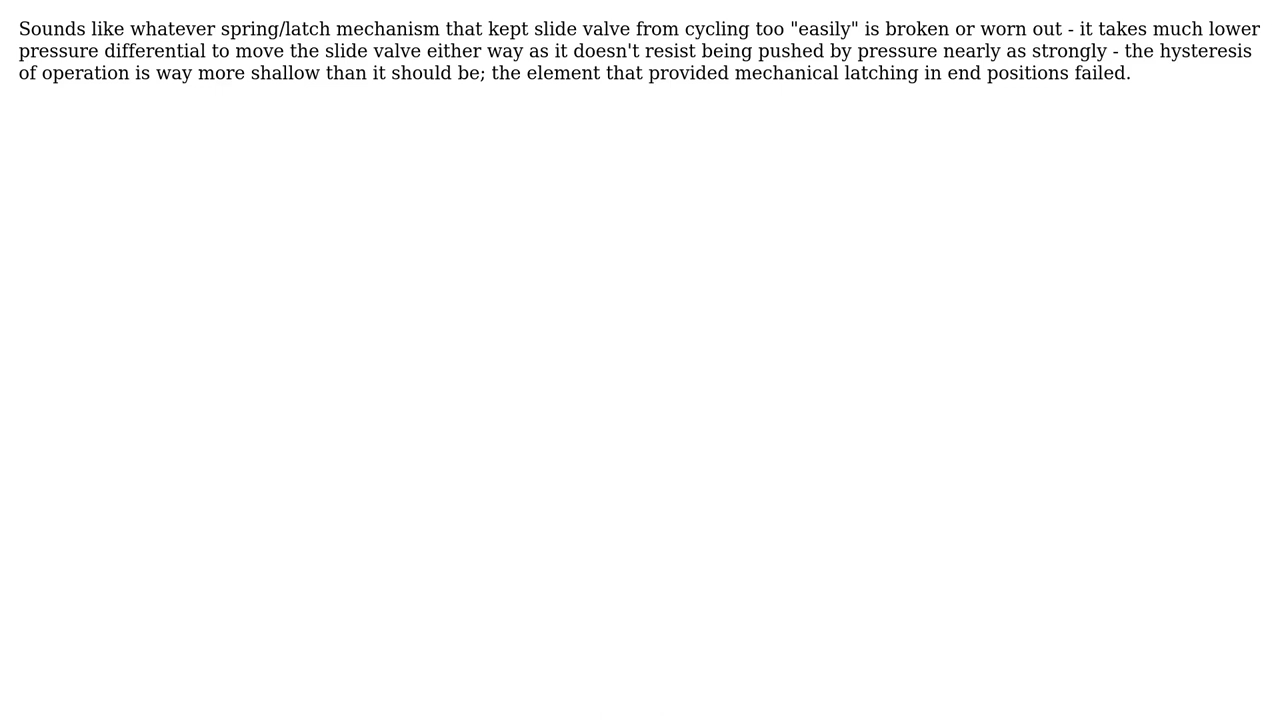 Sounds like whatever spring/latch mechanism that kept slide valve from cycling too "easily" is broken or worn out - it takes much lower
pressure differential to move the slide valve either way as it doesn't resist being pushed by pressure nearly as strongly - the hysteresis
of operation is way more shallow than it should be; the element that provided mechanical latching in end positions failed.